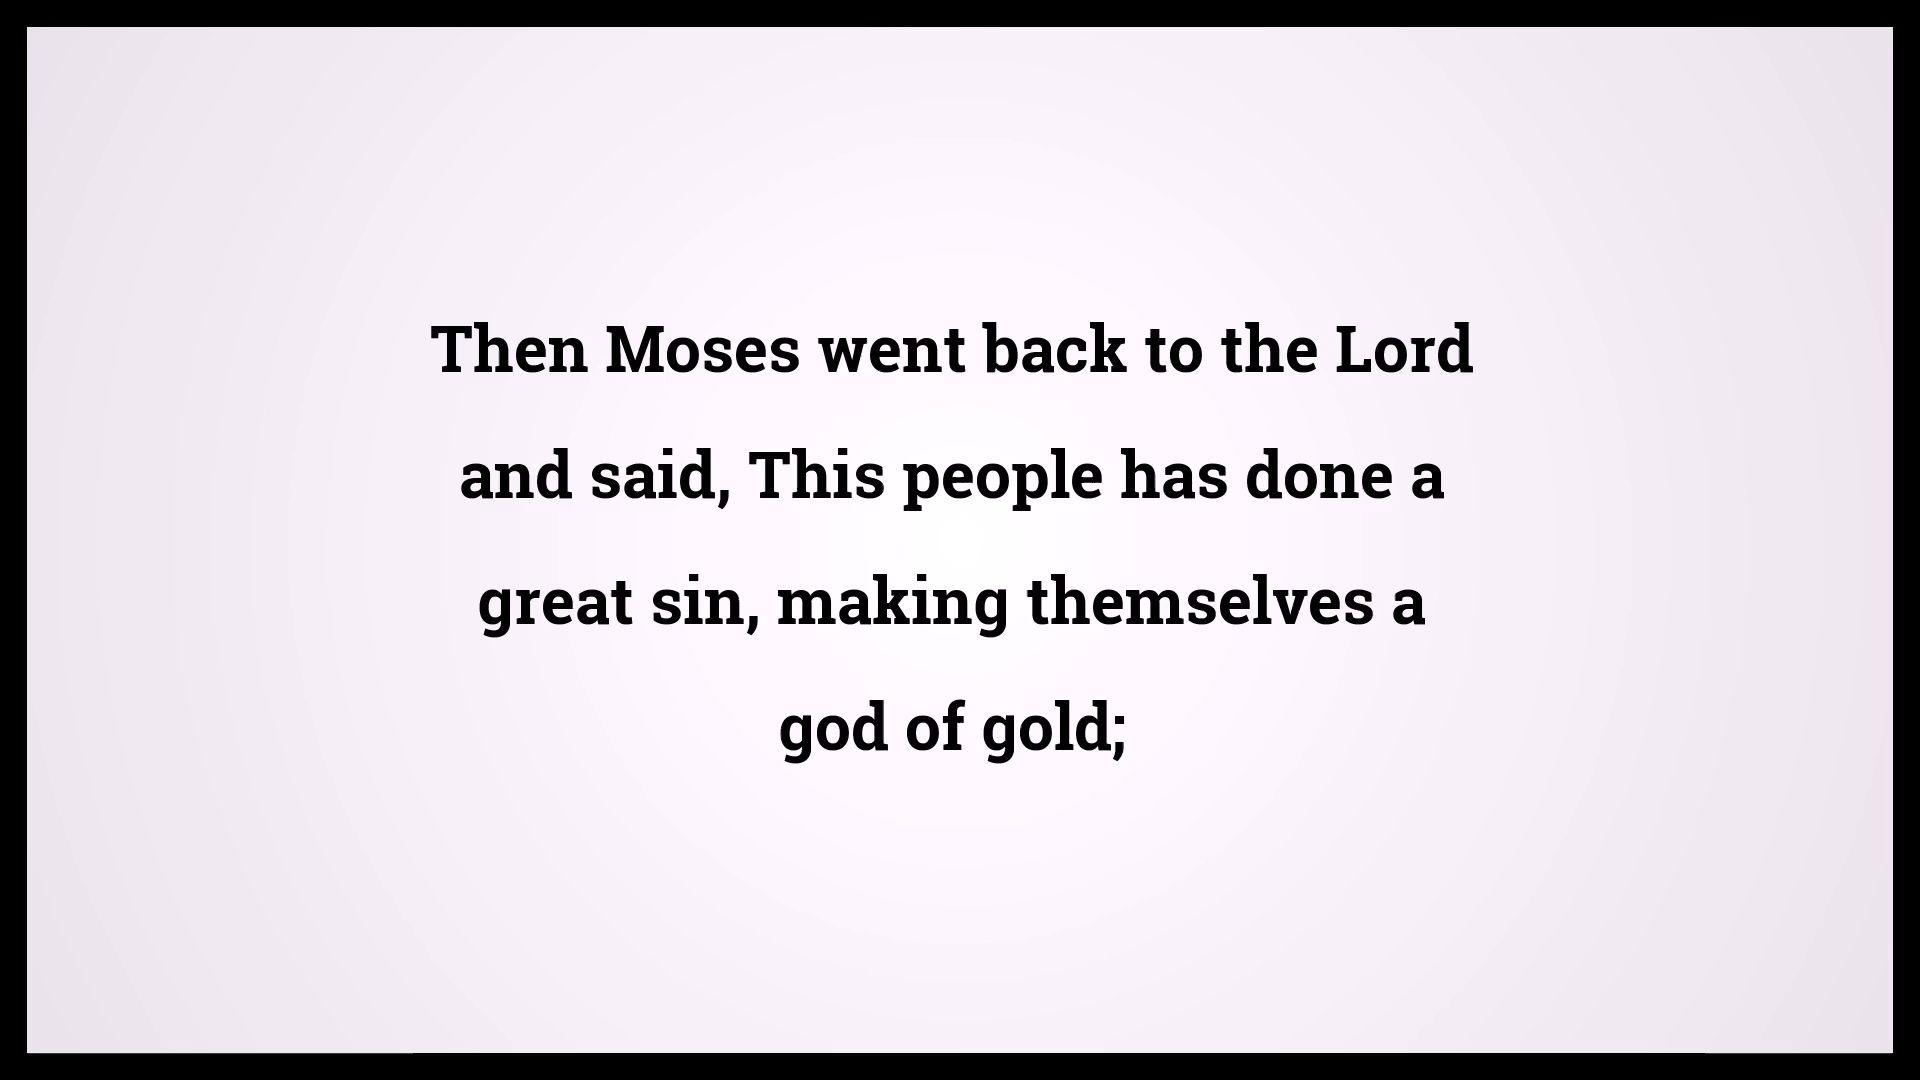 Then Moses went back to the Lord
and said, This people has done a
great sin, making themselves a
god of gold;